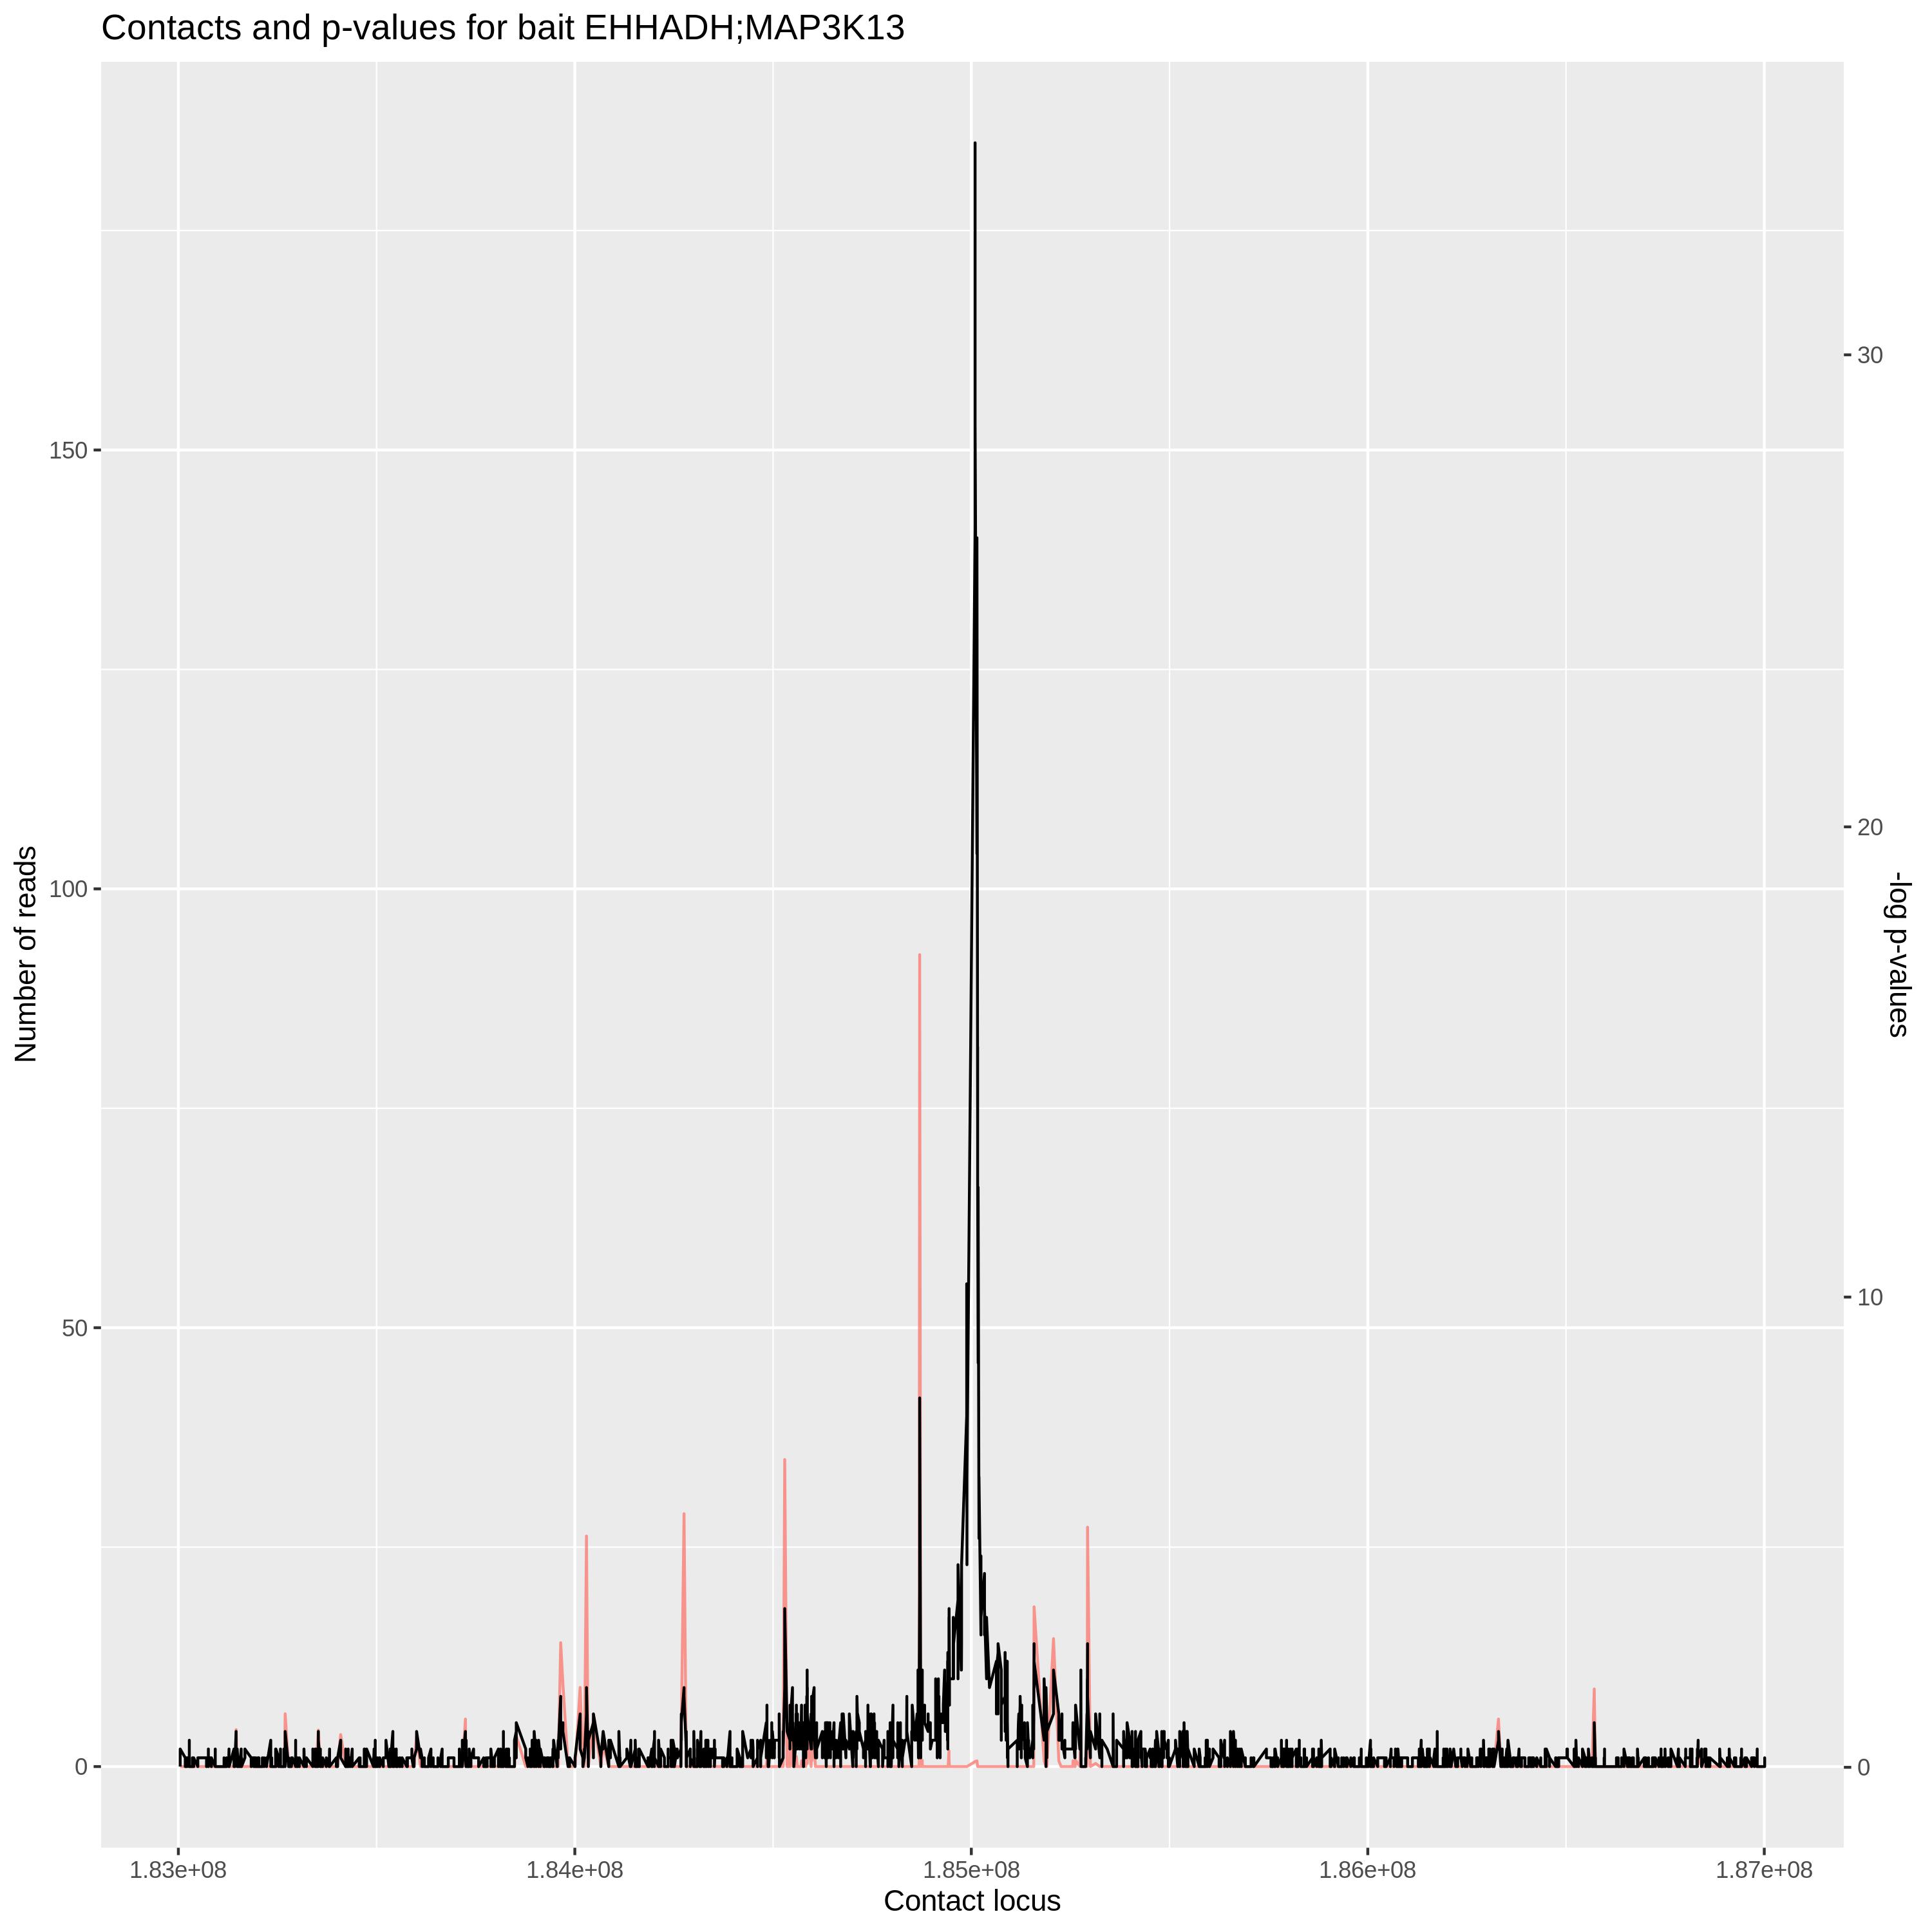 Contacts and p-values for bait EHHADH;MAP3K13
Number of reads
150
100
50
0
30
20
10
0
-log p-values
1.83e+08 1.84e+08 1.85e+08 1.86e+08 1.87e+08
Contact locus